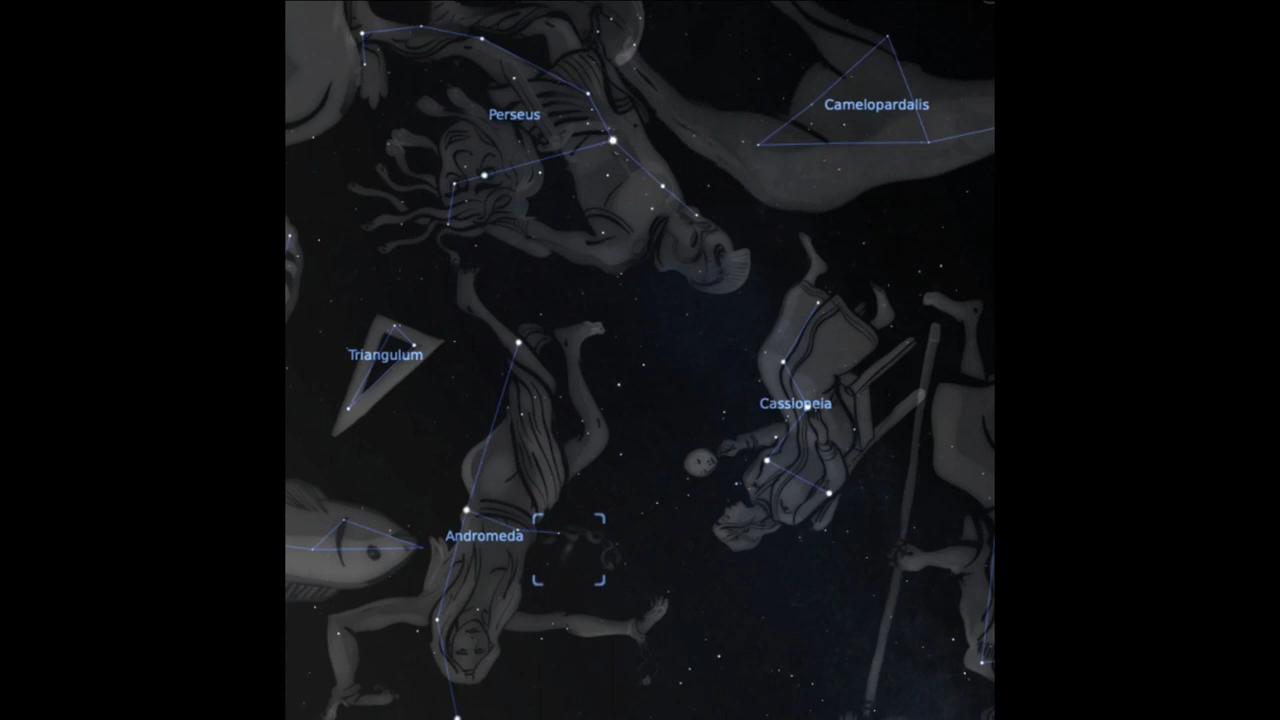 Camelopardalis
Perseus
Triangulum
Cassiopeia
Andromeda